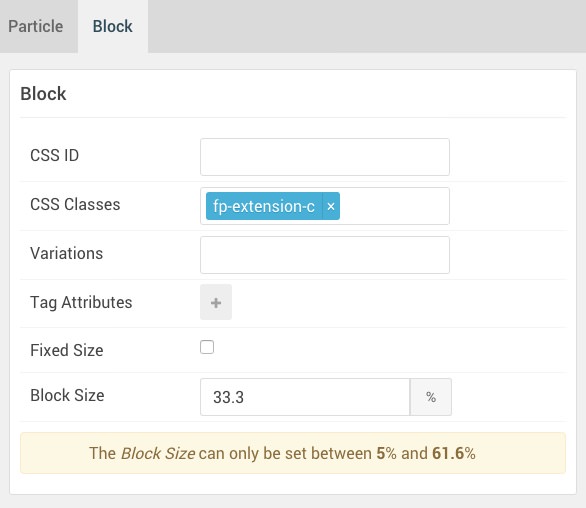 Particle Block
Block
CSS ID
CSS Classes fp-extension-c ×
Variations
Tag Attributes +
Fixed Size
Block Size 33.3 %
The Block Size can only be set between 5% and 61.6%